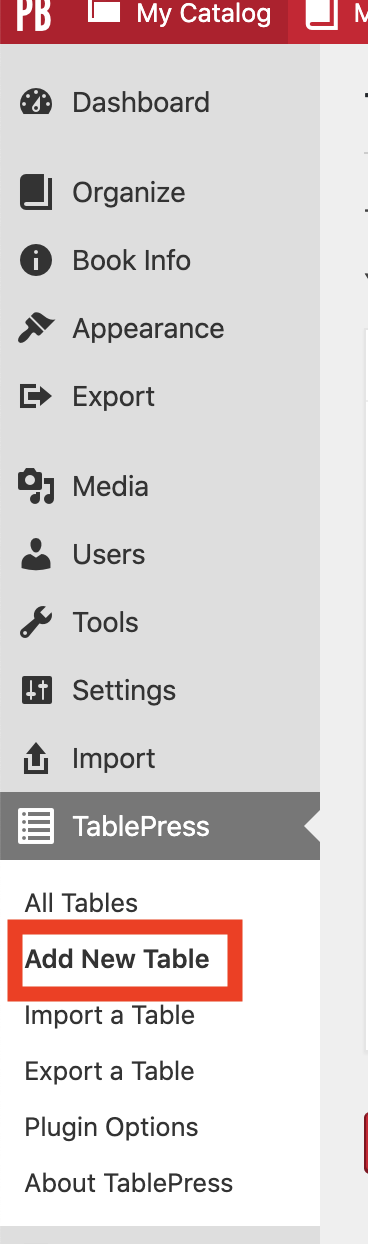 PB My Catalog M
Dashboard
Organize
Book Info
Appearance
Export
Media
Users
Tools
Settings
Import
TablePress
All Tables
Add New Table
Import a Table
Export a Table
Plugin Options
About TablePress